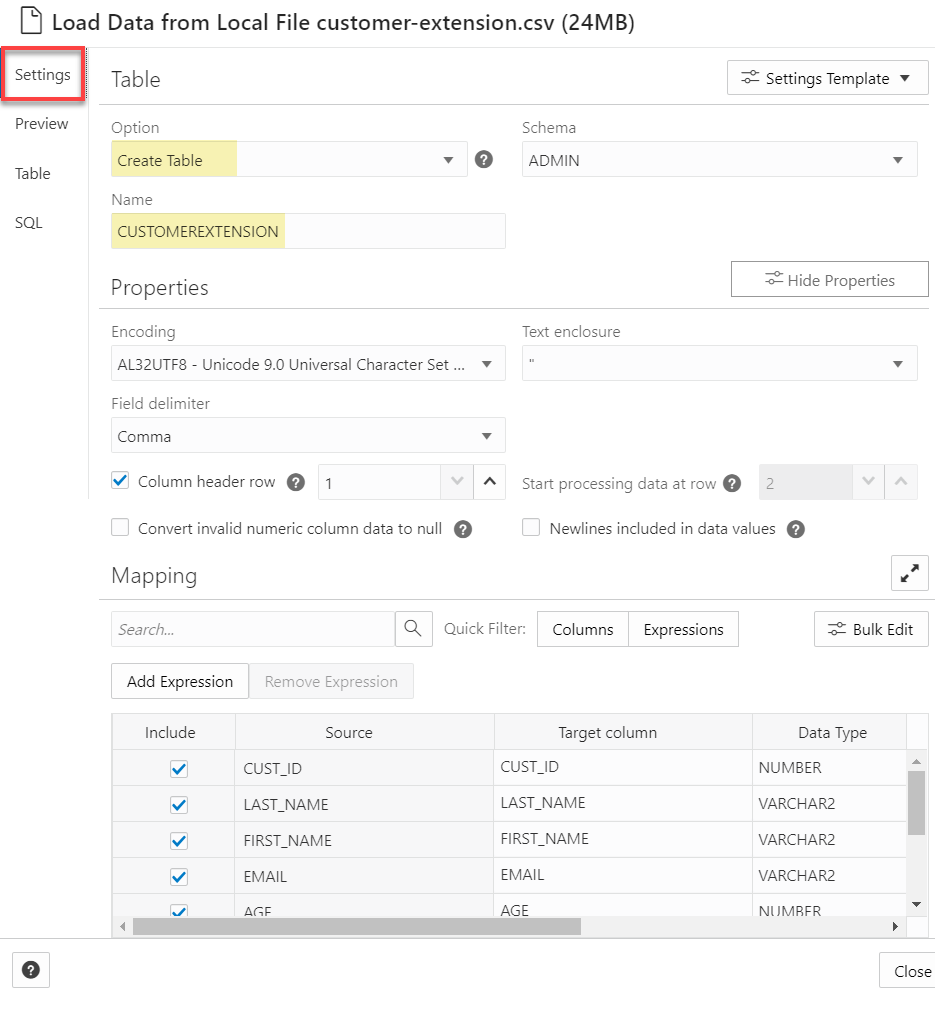 Load Data from Local File customer-extension.csv (24MB)
Settings
Preview
Table
SQL
Table
Settings Template
Option
Schema
Create Table
?
ADMIN
Name
CUSTOMEREXTENSION
Properties
Hide Properties
Encoding
Text enclosure
AL32UTF8 - Unicode 9.0 Universal Character Set ...
"
Field delimiter
Comma
Column header row ? 1
Start processing data at row ? 2
Convert invalid numeric column data to null ?
Newlines included in data values ?
Mapping
Search...
Quick Filter: Columns Expressions
Bulk Edit
Add Expression Remove Expression
Include Source Target column Data Type
CUST_ID CUST_ID NUMBER
LAST_NAME LAST_NAME VARCHAR2
FIRST_NAME FIRST_NAME VARCHAR2
EMAIL EMAIL VARCHAR2
AGE AGE NUMBER
?
Close